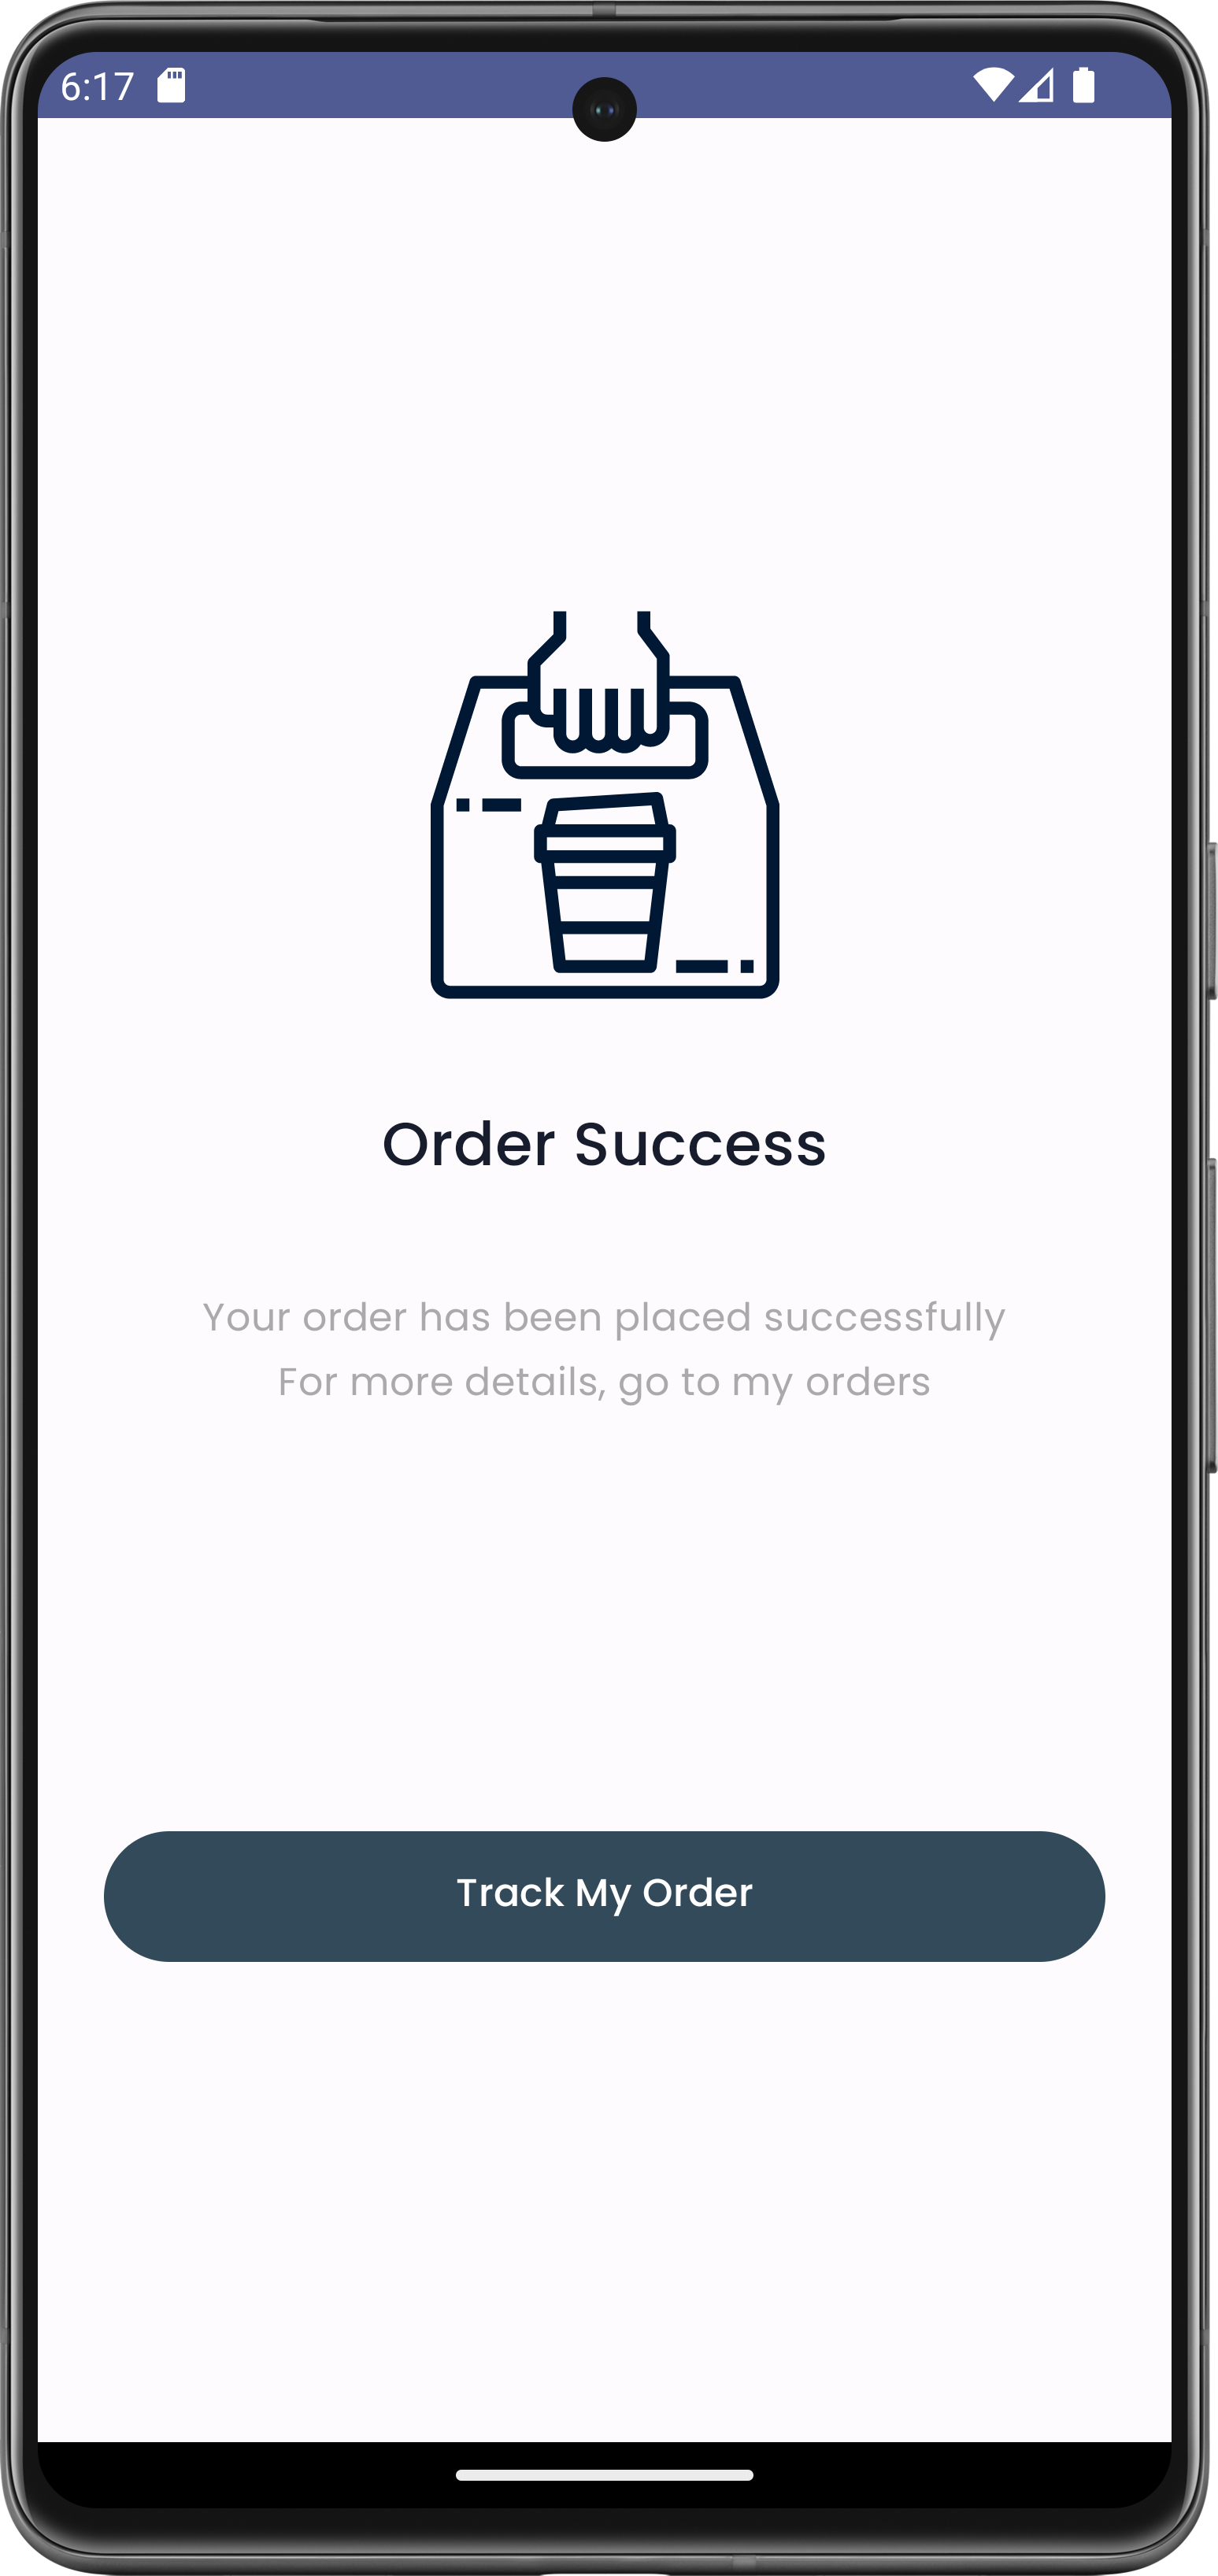 6:17
Order Success
Your order has been placed successfully
For more details, go to my orders
Track My Order